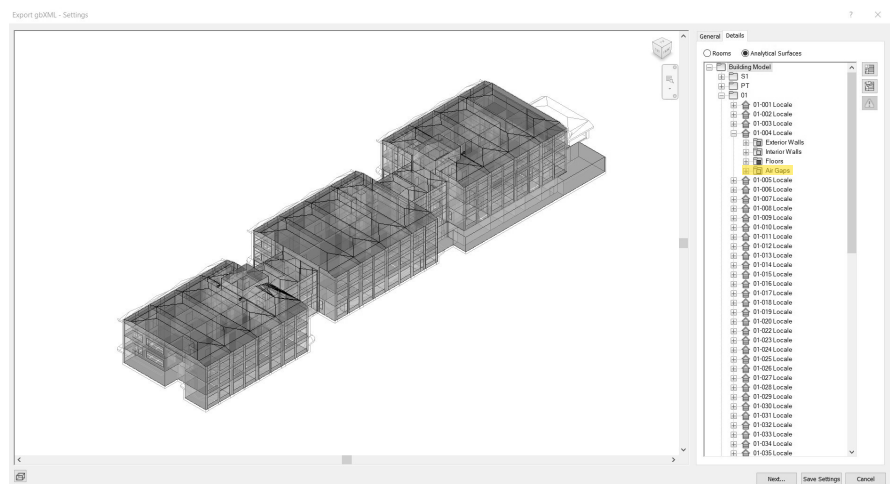 Export gbXML - Settings
General Details
Rooms Analytical Surfaces
Building Model
S1
PT
01
01-001 Locale
01-002 Locale
01-003 Locale
01-004 Locale
Exterior Walls
Interior Walls
Floors
Air Gaps
01-005 Locale
01-006 Locale
01-007 Locale
01-008 Locale
01-009 Locale
01-010 Locale
01-011 Locale
01-012 Locale
01-013 Locale
01-014 Locale
01-015 Locale
01-016 Locale
01-017 Locale
01-018 Locale
01-019 Locale
01-020 Locale
01-022 Locale
01-023 Locale
01-024 Locale
01-025 Locale
01-026 Locale
01-027 Locale
01-028 Locale
01-029 Locale
01-030 Locale
01-031 Locale
01-032 Locale
01-033 Locale
01-034 Locale
01-035 Locale
Next... Save Settings Cancel